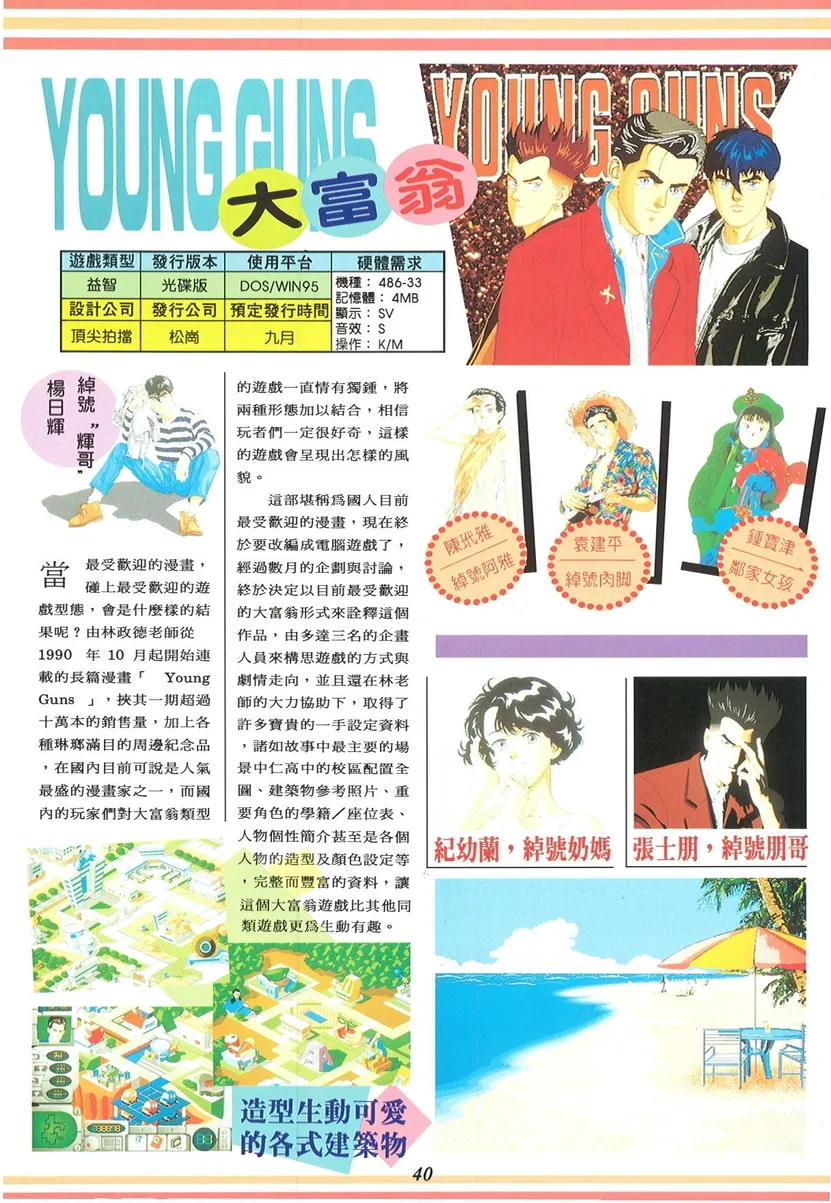 YOUNG GUNS
大富翁
YOUNG GUNS
遊戲類型 發行版本 使用平台 硬體需求
益智 光碟版 DOS/WIN95
設計公司 發行公司 預定發行時間
頂尖拍擋 松崗 九月
機種： 486-33
記憶體： 4MB
顯示： SV
音效： S
操作： K/M
綽號“輝哥”
楊日輝
當
最受歡迎的漫畫，
碰上最受歡迎的遊
戲型態，會是什麼樣的結
果呢？由林政德老師從
1990 年 10 月起開始連
載的長篇漫畫「 Young
Guns 」，挾其一期超過
十萬本的銷售量，加上各
種琳瑯滿目的周邊紀念品
，在國內目前可說是人氣
最盛的漫畫家之一，而國
內的玩家們對大富翁類型
的遊戲一直情有獨鍾，將
兩種形態加以結合，相信
玩者們一定很好奇，這樣
的遊戲會呈現出怎樣的風
貌。
這部堪稱爲國人目前
最受歡迎的漫畫，現在終
於要改編成電腦遊戲了，
經過數月的企劃與討論，
終於決定以目前最受歡迎
的大富翁形式來詮釋這個
作品，由多達三名的企畫
人員來構思遊戲的方式與
劇情走向，並且還在林老
師的大力協助下，取得了
許多寶貴的一手設定資料
，諸如故事中最主要的場
景中仁高中的校區配置全
圖、建築物參考照片、重
要角色的學籍／座位表、
人物個性簡介甚至是各個
人物的造型及顏色設定等
，完整而豐富的資料，讓
這個大富翁遊戲比其他同
類遊戲更爲生動有趣。
陳玳雅
綽號阿雅
袁建平
綽號肉脚
鍾寶津
鄰家女孩
紀幼蘭，綽號奶媽
張士朋，綽號朋哥
造型生動可愛
的各式建築物
40